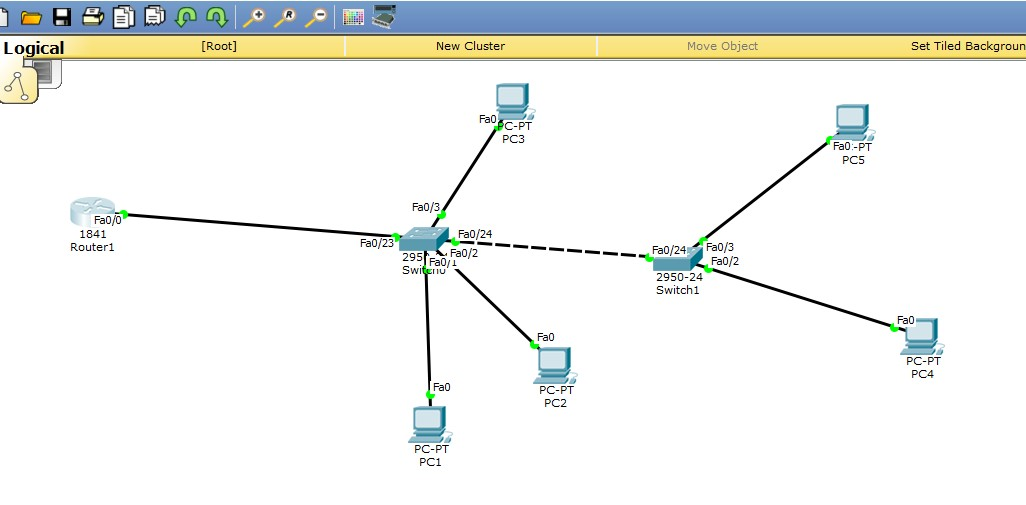 Logical
[Root]
New Cluster
Move Object
Set Tiled Backgroun
R
Fa0
PC-PT
PC3
Fa0:-PT
PC5
Fa0/0
1841
Router1
Fa0/3
Fa0/23
Fa0/24
Fa0/2
Fa0/1
295
Switch0
Fa0/24
Fa0/3
Fa0/2
2950-24
Switch1
Fa0
PC-PT
PC4
Fa0
PC-PT
PC2
Fa0
PC-PT
PC1